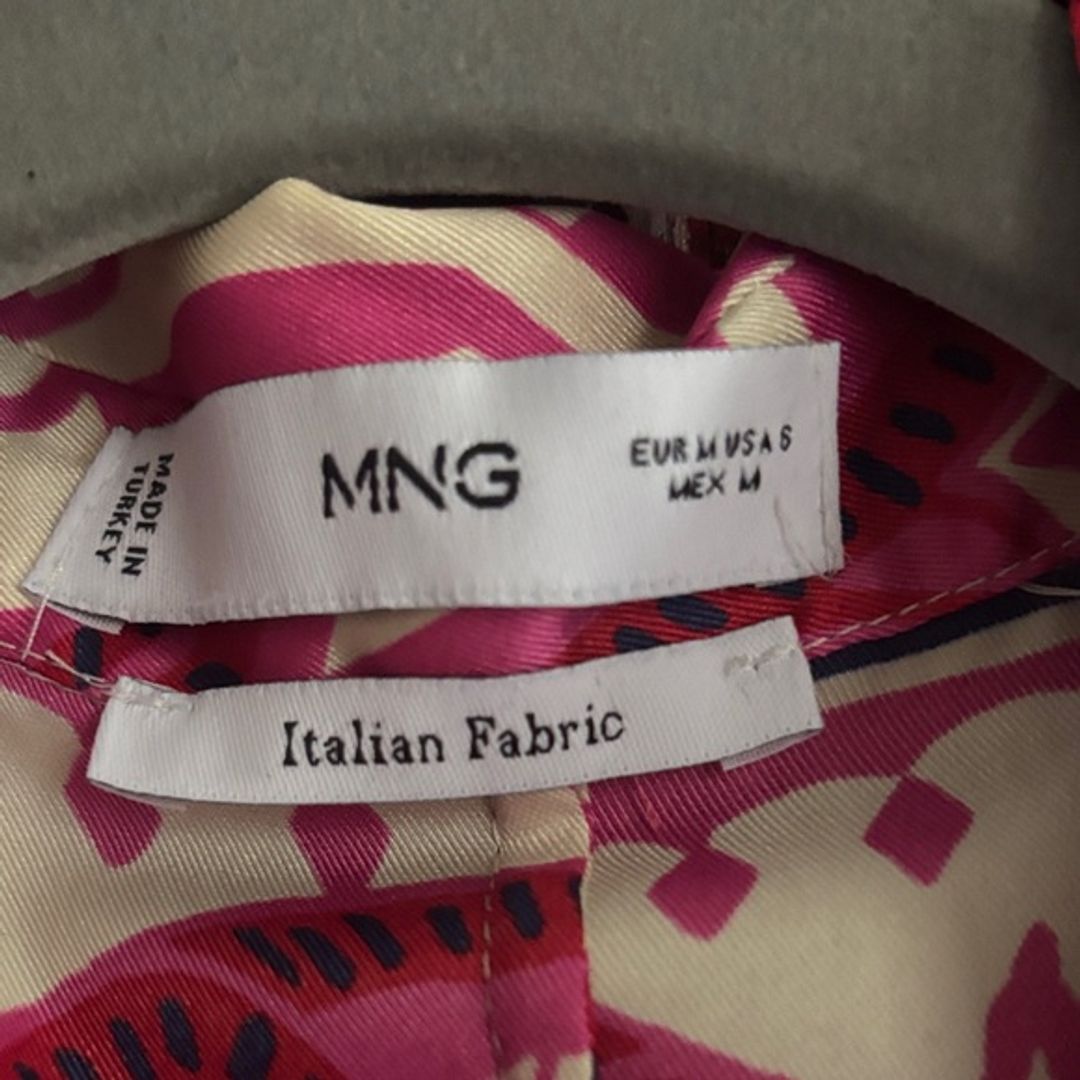 MADE IN
TURKEY
MNG
EUR M USA 6
MEX M
Italian Fabric